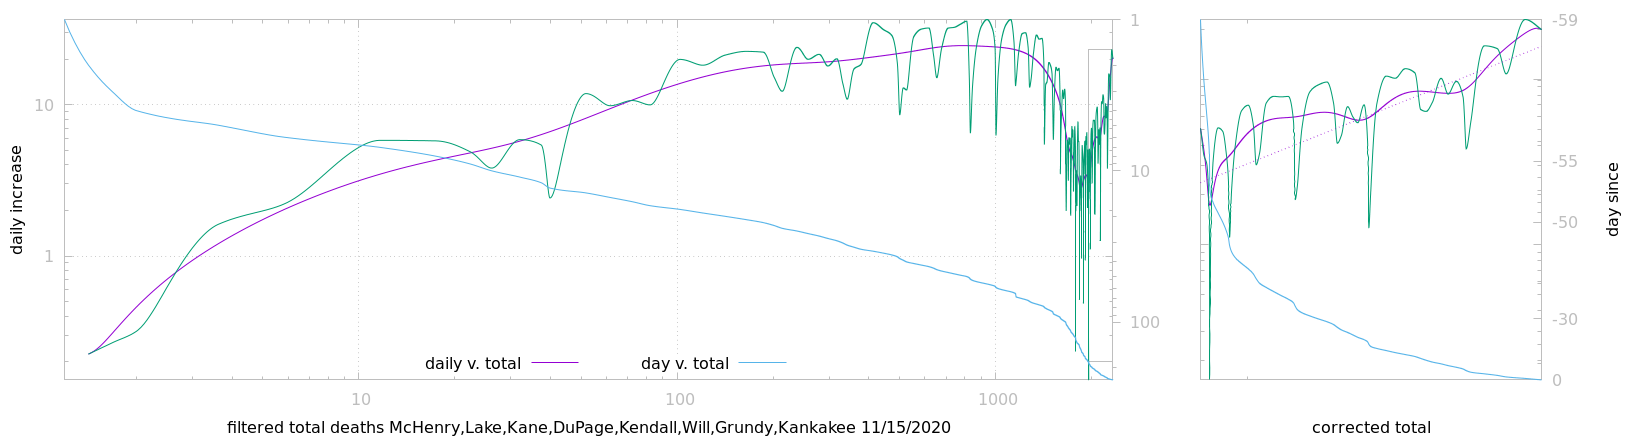 10
1
daily increase
10
100
1000
1
10
100
daily v. total
day v. total
filtered total deaths McHenry,Lake,Kane,DuPage,Kendall,Will,Grundy,Kankakee 11/15/2020
-59
-55
-50
-30
0
day since
corrected total